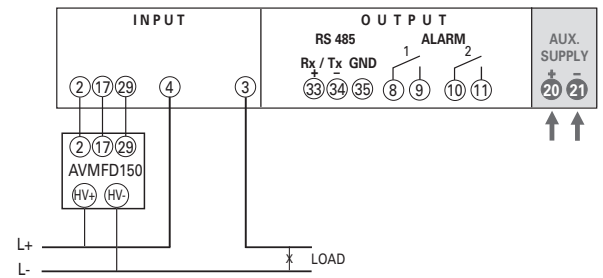 INPUT
OUTPUT
RS 485
ALARM
AUX.
SUPPLY
Rx / Tx GND
1
2
+
−
+
−
2 17 29 4 3
33 34 35 8 9 10 11
20 21
2 17 29
AVMFD150
HV+ HV-
L+
L-
X
LOAD